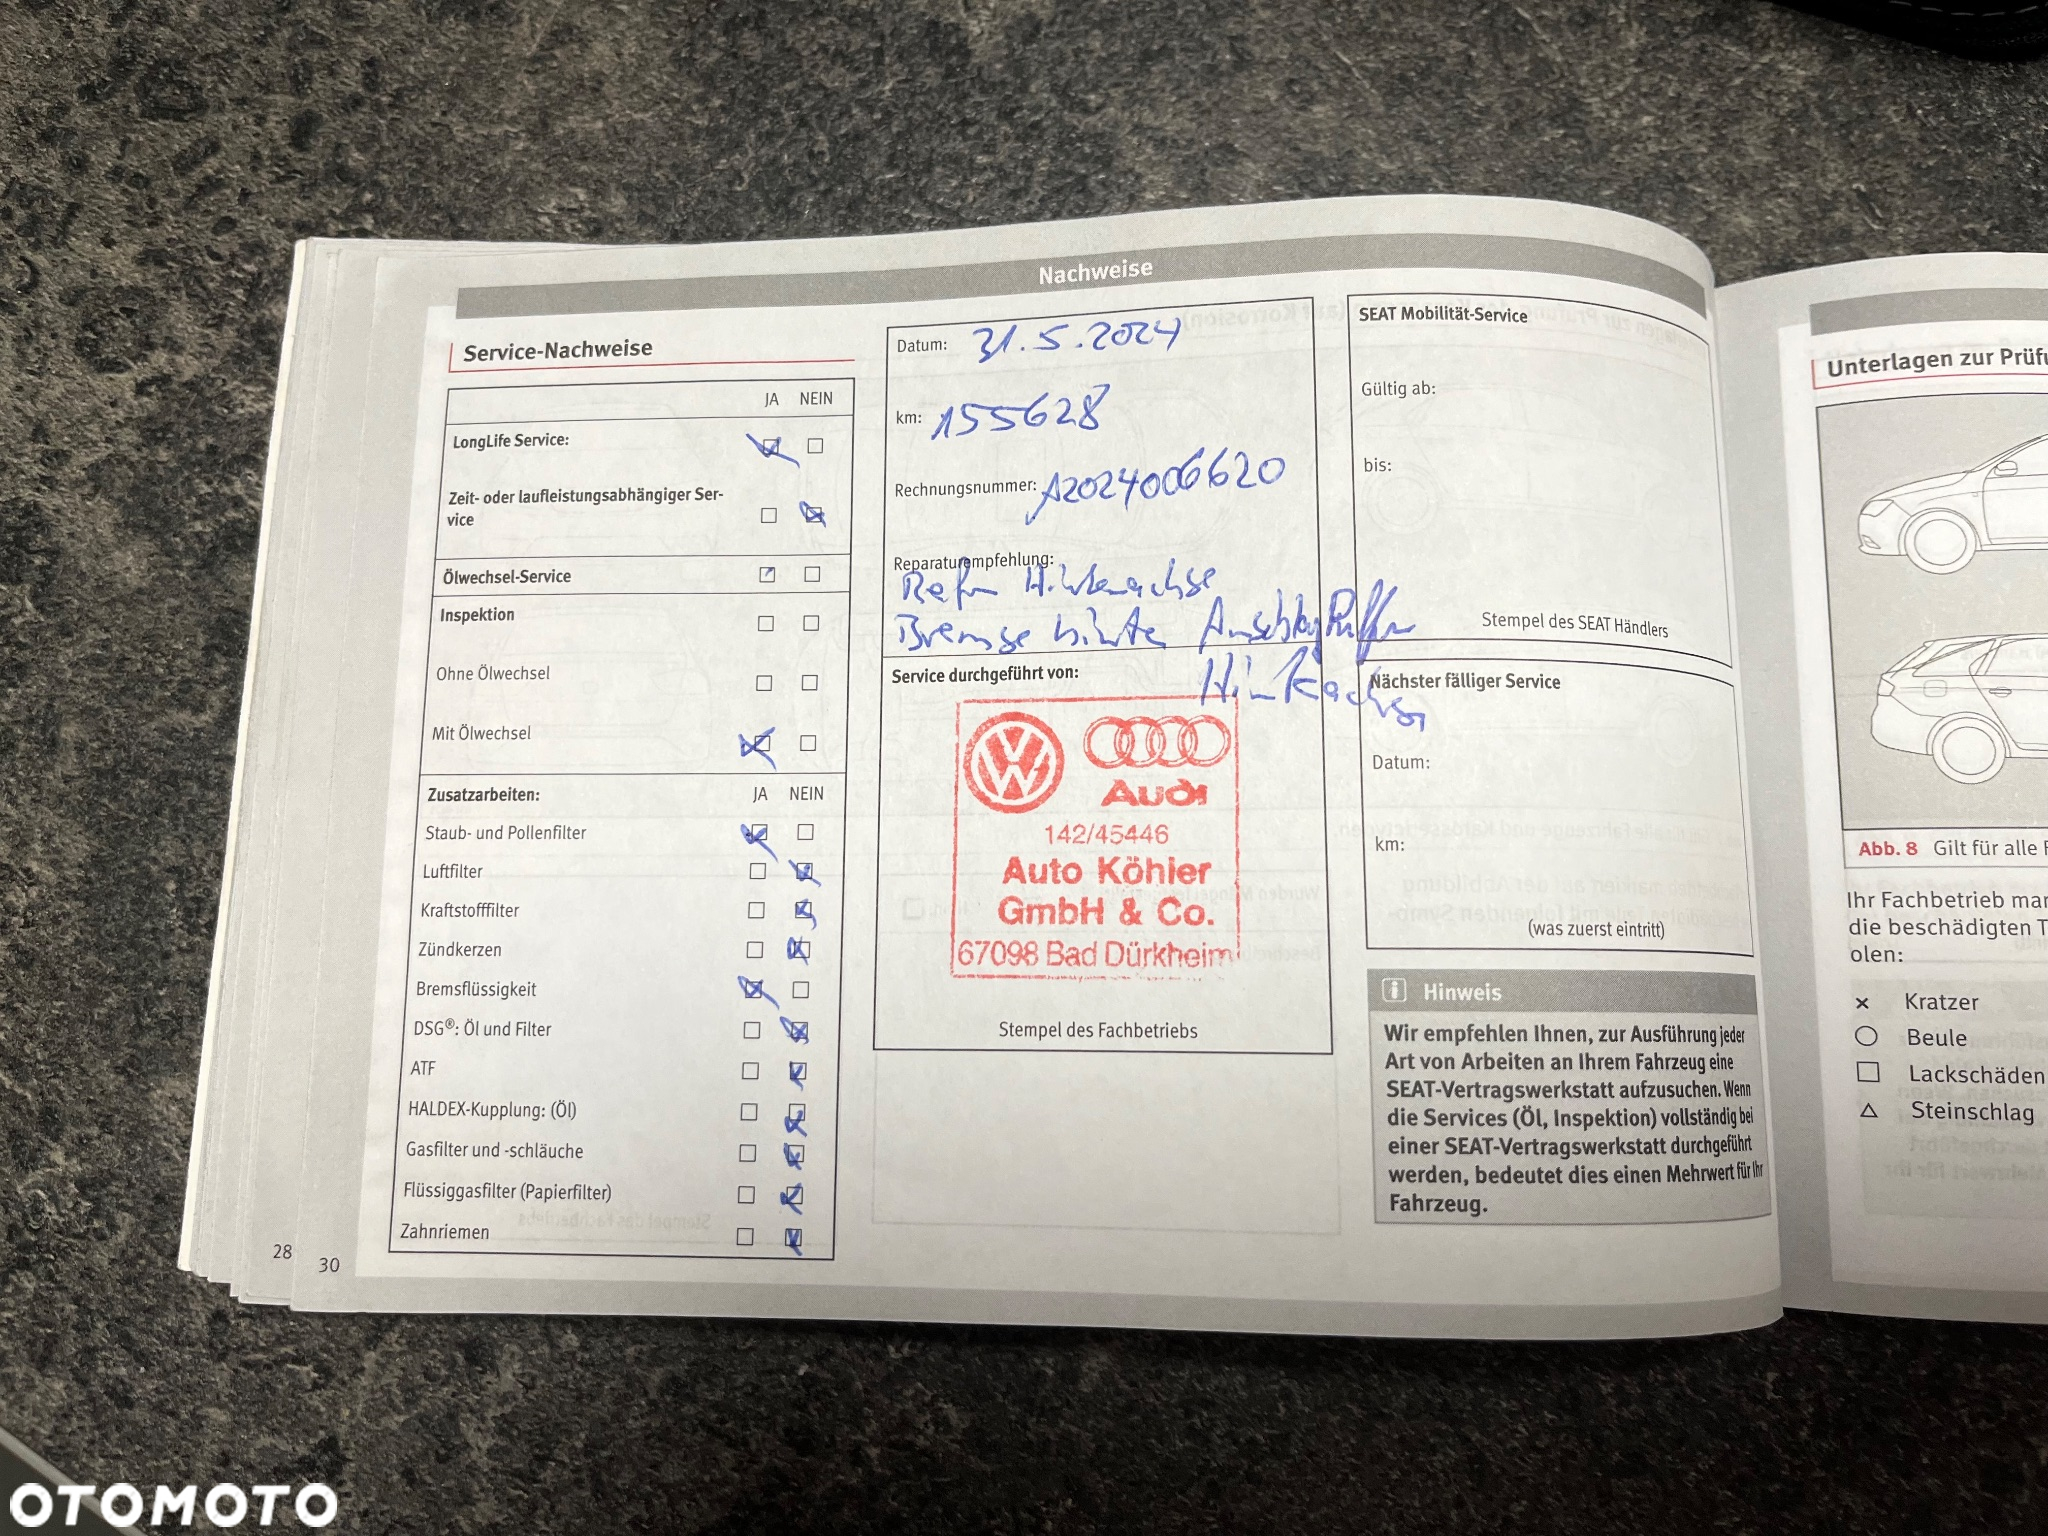 Nachweise
Service-Nachweise
JA NEIN
LongLife Service:
Zeit- oder laufleistungsabhängiger Ser-
vice
Ölwechsel-Service
Inspektion
Ohne Ölwechsel
Mit Ölwechsel
Zusatzarbeiten: JA NEIN
Staub- und Pollenfilter
Luftfilter
Kraftstofffilter
Zündkerzen
Bremsflüssigkeit
DSG®: Öl und Filter
ATF
HALDEX-Kupplung: (Öl)
Gasfilter und -schläuche
Flüssiggasfilter (Papierfilter)
Zahnriemen
28
30
Datum: 31.5.2024
km: 155628
Rechnungsnummer: A2024006620
Reparaturempfehlung:
Hinterachse
Bremse hinten
Service durchgeführt von:
Audi
142/45446
Auto Köhler
GmbH & Co.
67098 Bad Dürkheim
Stempel des Fachbetriebs
SEAT Mobilität-Service
Gültig ab:
bis:
Stempel des SEAT Händlers
Nächster fälliger Service
Datum:
km:
(was zuerst eintritt)
Hinweis
Wir empfehlen Ihnen, zur Ausführung jeder
Art von Arbeiten an Ihrem Fahrzeug eine
SEAT-Vertragswerkstatt aufzusuchen. Wenn
die Services (Öl, Inspektion) vollständig bei
einer SEAT-Vertragswerkstatt durchgeführt
werden, bedeutet dies einen Mehrwert für Ihr
Fahrzeug.
Unterlagen zur
Abb. 8 Gilt für alle
Ihr Fachbetrieb
die beschädigten
olen:
Kratzer
Beule
Lackschäden
Steinschlag
OTOMOTO